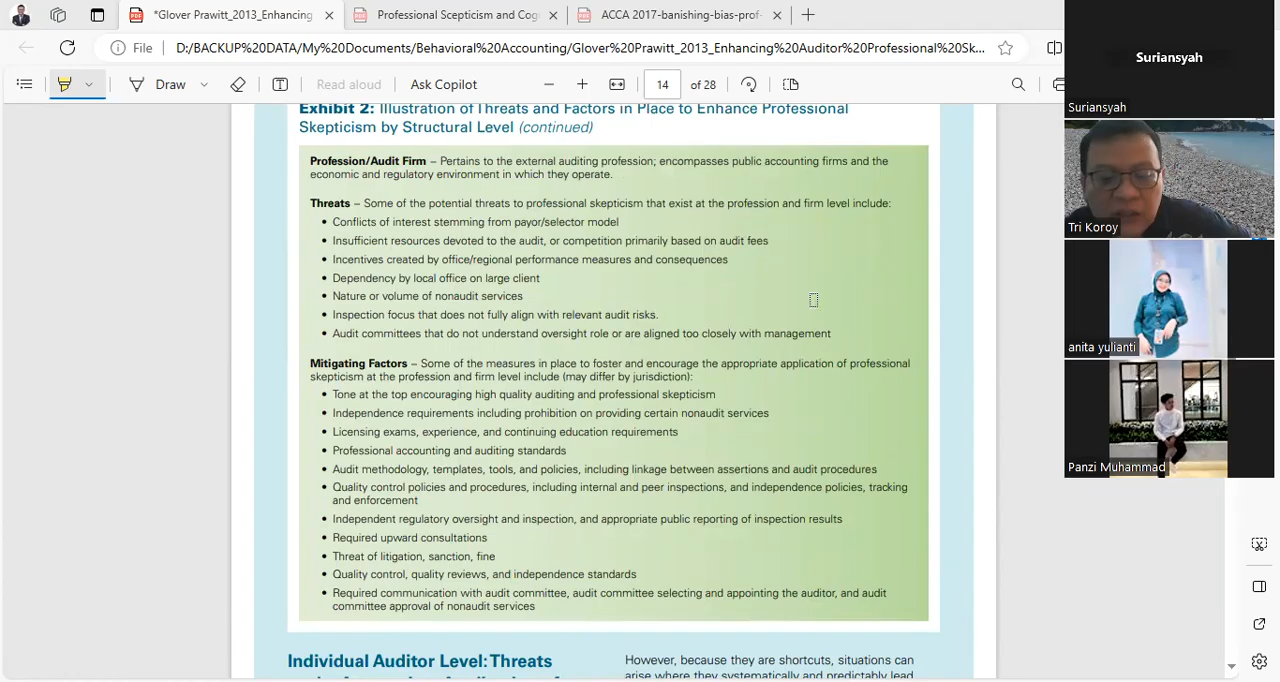 *Glover Prawitt_2013_Enhancing
Professional Scepticism and Cog
ACCA 2017-banishing-bias-prof-
File
D:/BACKUP%20DATA/My%20Documents/Behavioral%20Accounting/Glover%20Prawitt_2013_Enhancing%20Auditor%20Professional%20Sk...
Draw
Read aloud
Ask Copilot
14
of 28
Exhibit 2: Illustration of Threats and Factors in Place to Enhance Professional
Skepticism by Structural Level (continued)
Profession/Audit Firm – Pertains to the external auditing profession; encompasses public accounting firms and the
economic and regulatory environment in which they operate.
Threats – Some of the potential threats to professional skepticism that exist at the profession and firm level include:
• Conflicts of interest stemming from payor/selector model
• Insufficient resources devoted to the audit, or competition primarily based on audit fees
• Incentives created by office/regional performance measures and consequences
• Dependency by local office on large client
• Nature or volume of nonaudit services
• Inspection focus that does not fully align with relevant audit risks.
• Audit committees that do not understand oversight role or are aligned too closely with management
Mitigating Factors – Some of the measures in place to foster and encourage the appropriate application of professional
skepticism at the profession and firm level include (may differ by jurisdiction):
• Tone at the top encouraging high quality auditing and professional skepticism
• Independence requirements including prohibition on providing certain nonaudit services
• Licensing exams, experience, and continuing education requirements
• Professional accounting and auditing standards
• Audit methodology, templates, tools, and policies, including linkage between assertions and audit procedures
• Quality control policies and procedures, including internal and peer inspections, and independence policies, tracking
and enforcement
• Independent regulatory oversight and inspection, and appropriate public reporting of inspection results
• Required upward consultations
• Threat of litigation, sanction, fine
• Quality control, quality reviews, and independence standards
• Required communication with audit committee, audit committee selecting and appointing the auditor, and audit
committee approval of nonaudit services
Individual Auditor Level: Threats
However, because they are shortcuts, situations can
arise where they systematically and predictably lead
Suriansyah
Suriansyah
Tri Koroy
anita yulianti
Panzi Muhammad